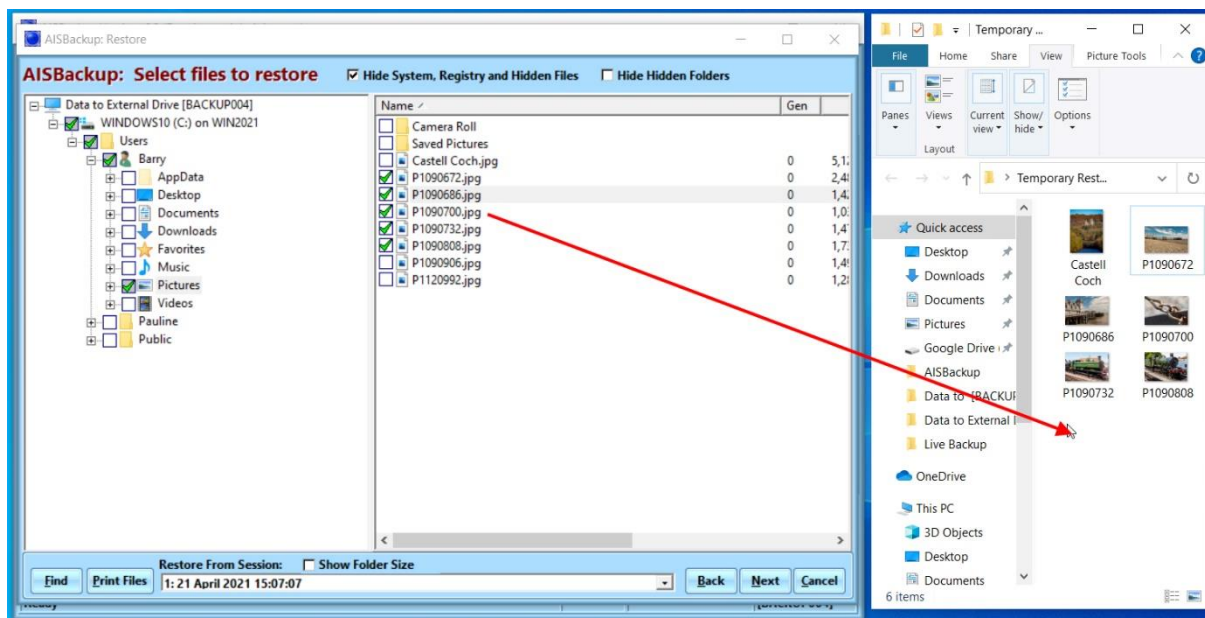 AISBackup: Restore
AISBackup: Select files to restore
Hide System, Registry and Hidden Files
Hide Hidden Folders
Data to External Drive [BACKUP004]
WINDOWS10 (C:) on WIN2021
Users
Barry
AppData
Desktop
Documents
Downloads
Favorites
Music
Pictures
Videos
Pauline
Public
Name
Gen
Camera Roll
Saved Pictures
Castell Coch.jpg 0
P1090672.jpg 0
P1090686.jpg 0
P1090700.jpg 0
P1090732.jpg 0
P1090808.jpg 0
P1090906.jpg 0
P1120992.jpg 0
Restore From Session:
Show Folder Size
Find
Print Files
1: 21 April 2021 15:07:07
Back
Next
Cancel
Temporary ...
File
Home
Share
View
Picture Tools
Panes
Views
Current view
Show/ hide
Options
Layout
Temporary Rest...
Quick access
Desktop
Downloads
Documents
Pictures
Google Drive
AISBackup
Data to
Data to External
Live Backup
OneDrive
This PC
3D Objects
Desktop
Documents
Castell
Coch
P1090672
P1090686
P1090700
P1090732
P1090808
6 items